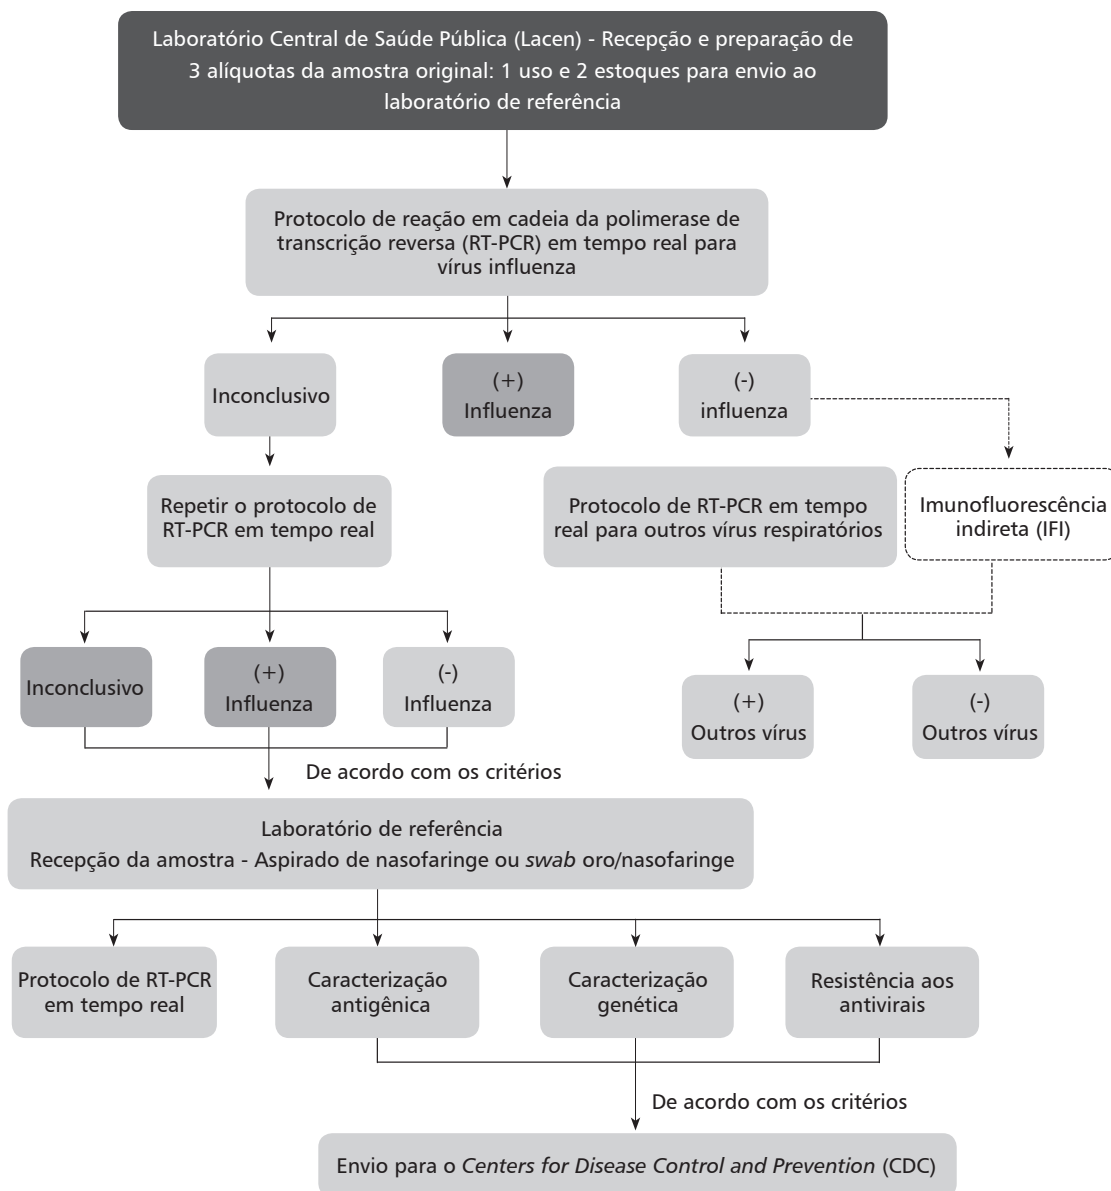 Laboratório Central de Saúde Pública (Lacen) - Recepção e preparação de
3 alíquotas da amostra original: 1 uso e 2 estoques para envio ao
laboratório de referência
Protocolo de reação em cadeia da polimerase de
transcrição reversa (RT-PCR) em tempo real para
vírus influenza
Inconclusivo
(+)
Influenza
(-)
influenza
Repetir o protocolo de
RT-PCR em tempo real
Protocolo de RT-PCR em tempo
real para outros vírus respiratórios
Imunofluorescência
indireta (IFI)
Inconclusivo
(+)
Influenza
(-)
Influenza
(+)
Outros vírus
(-)
Outros vírus
De acordo com os critérios
Laboratório de referência
Recepção da amostra - Aspirado de nasofaringe ou swab oro/nasofaringe
Protocolo de RT-PCR
em tempo real
Caracterização
antigênica
Caracterização
genética
Resistência aos
antivirais
De acordo com os critérios
Envio para o Centers for Disease Control and Prevention (CDC)